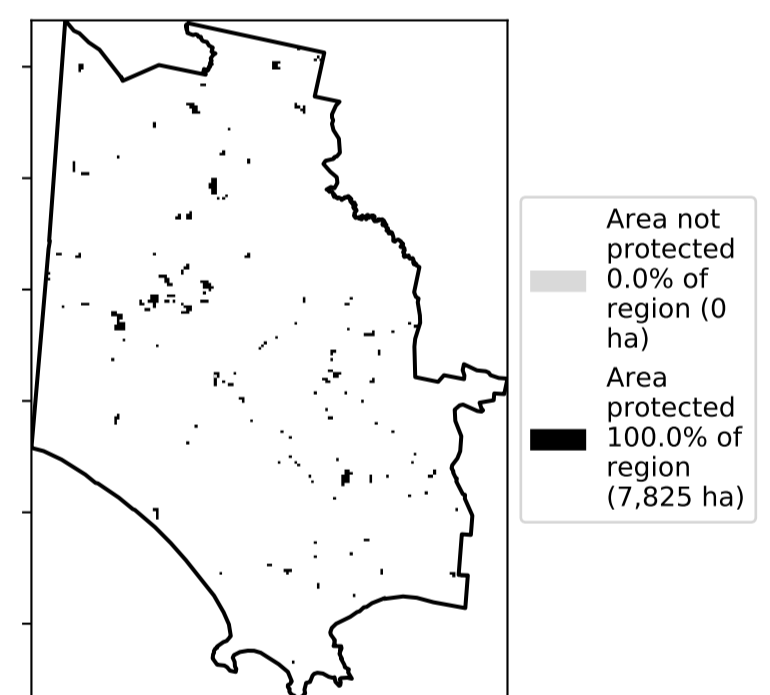 Area not
protected
0.0% of
region (0
ha)
Area
protected
100.0% of
region
(7,825 ha)